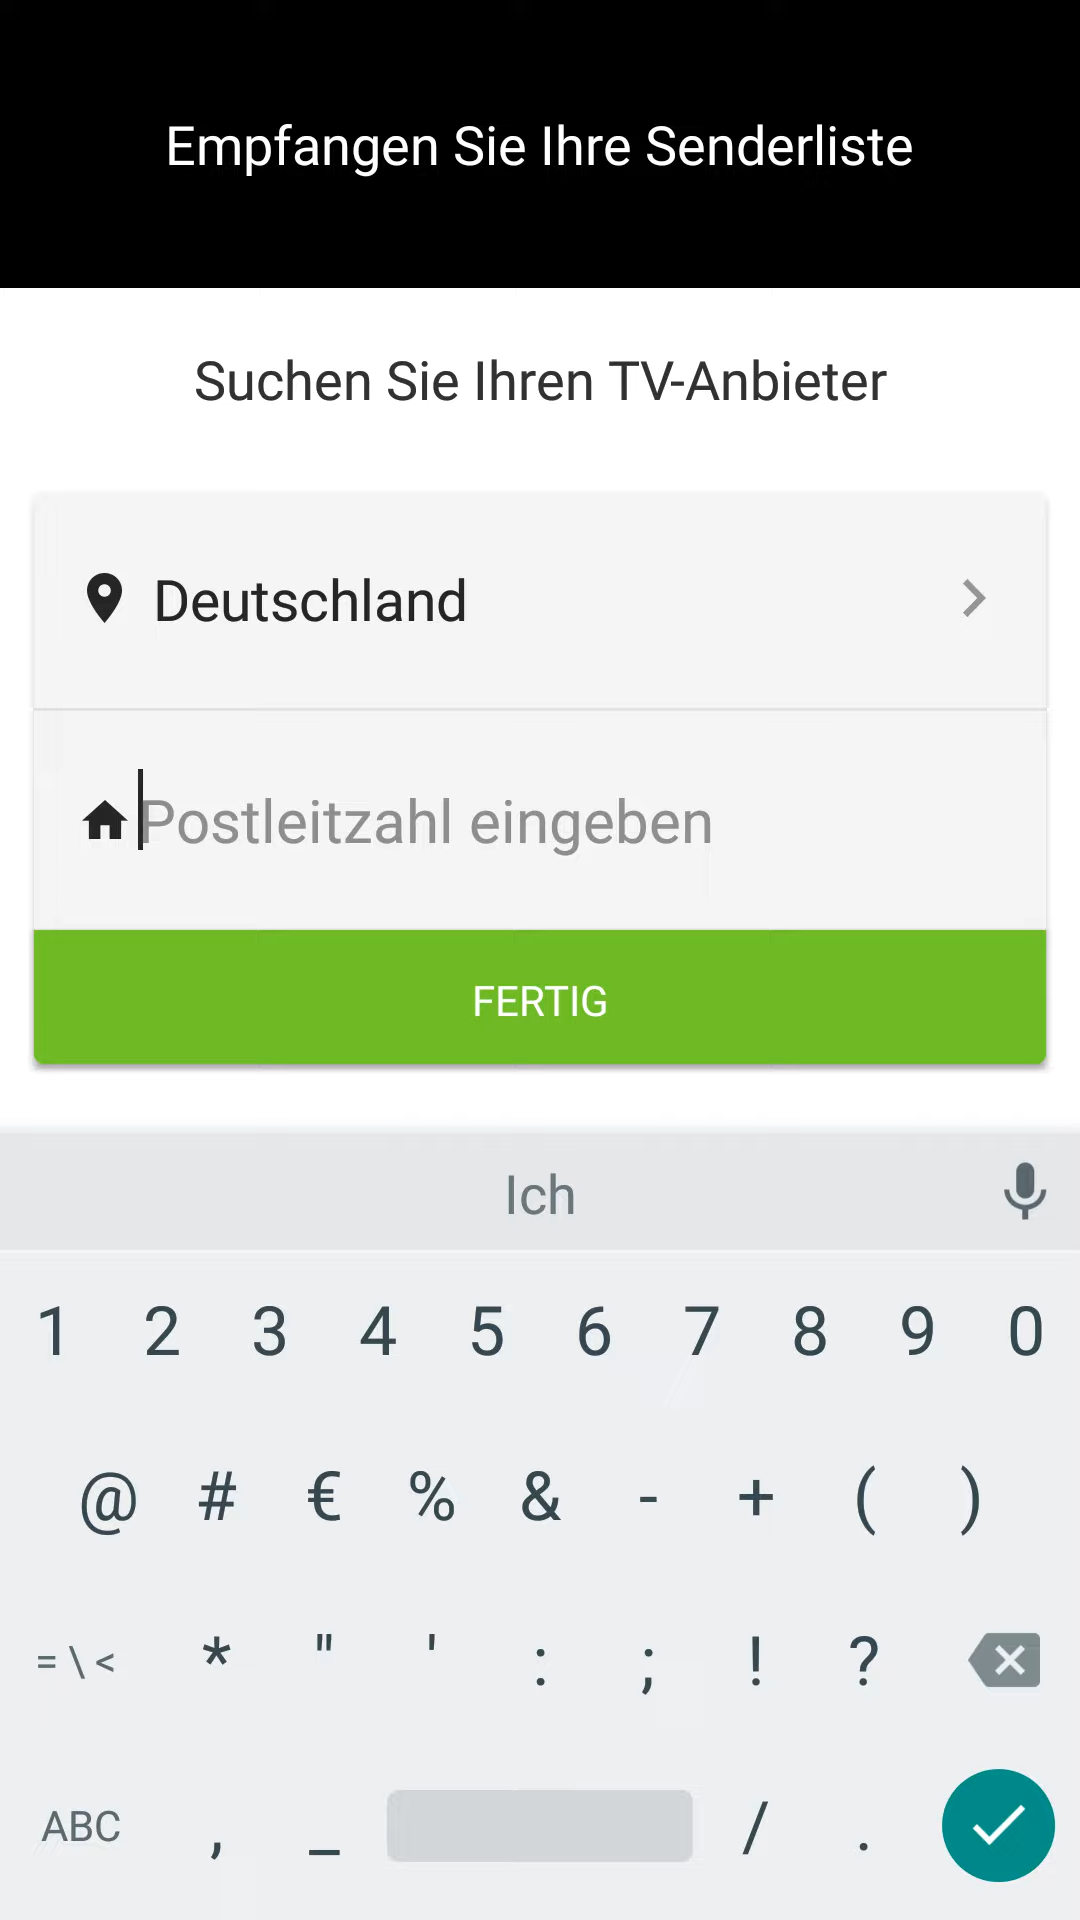 Empfangen Sie Ihre Senderliste
Suchen Sie Ihren TV-Anbieter
Deutschland
Postleitzahl eingeben
FERTIG
Ich
1 2 3 4 5 6 7 8 9 0
@ # € % & - + ( )
= \ < * " ' : ; ! ?
ABC , _ / .